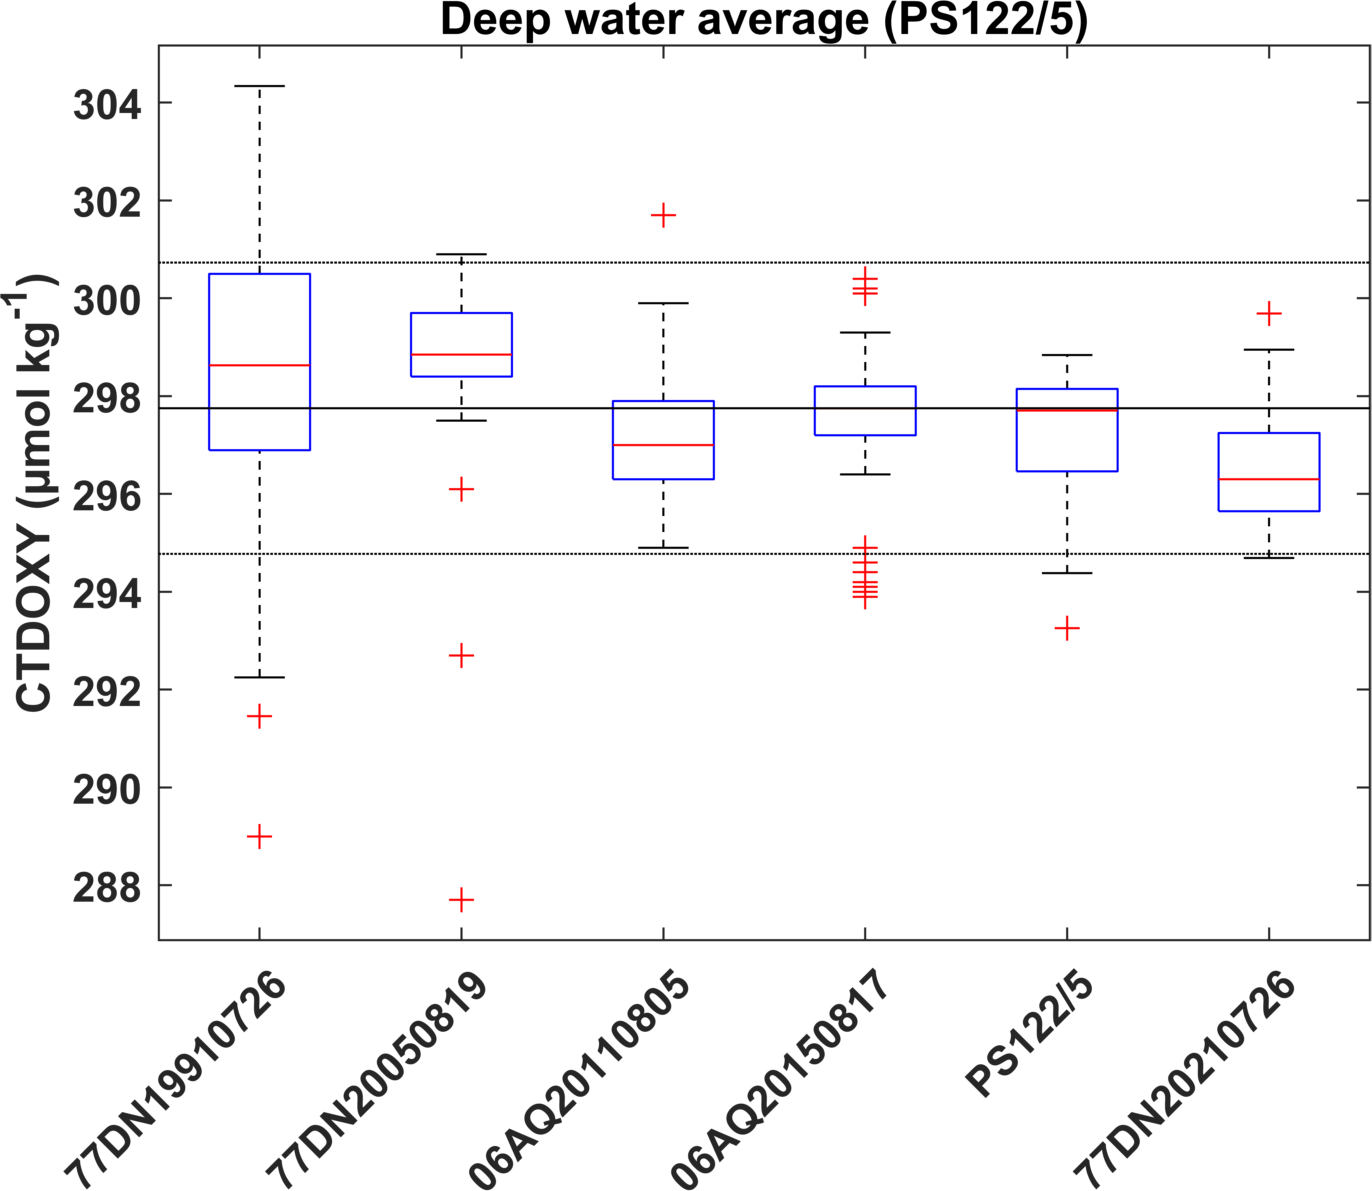 Deep water average (PS122/5)
CTDOXY (µmol kg⁻¹)
304
302
300
298
296
294
292
290
288
77DN19910726
77DN20050819
06AQ20110805
06AQ20150817
PS122/5
77DN20210726